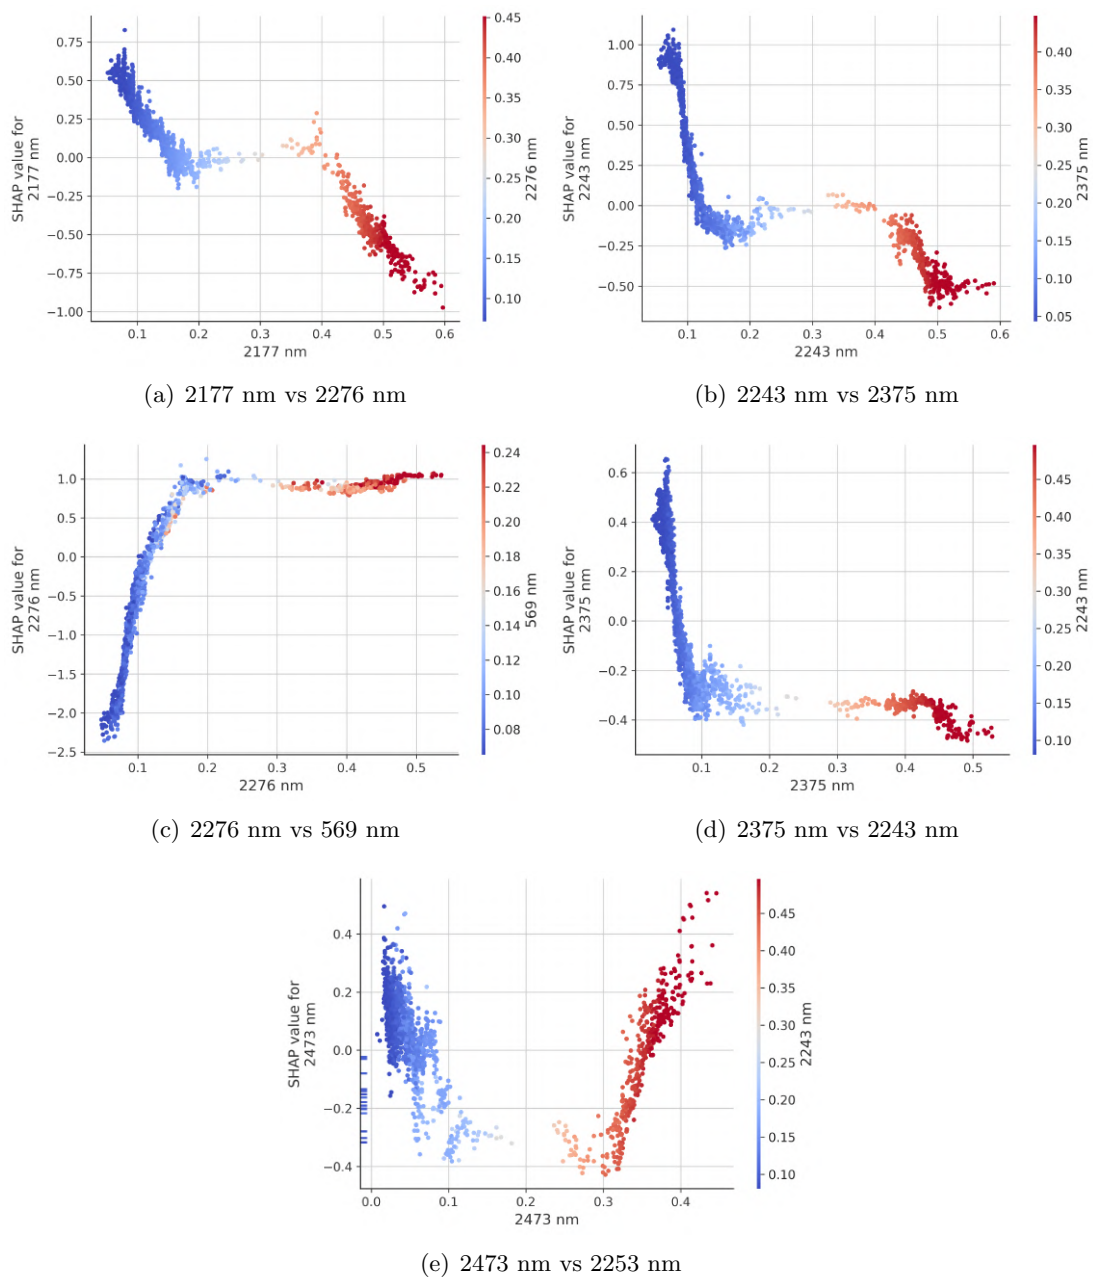 0.75
0.50
0.25
0.00
−0.25
−0.50
−0.75
−1.00
SHAP value for
2177 nm
0.1 0.2 0.3 0.4 0.5 0.6
2177 nm
0.45
0.40
0.35
0.30
0.25
0.20
0.15
0.10
2276 nm
(a) 2177 nm vs 2276 nm
1.00
0.75
0.50
0.25
0.00
−0.25
−0.50
SHAP value for
2243 nm
0.1 0.2 0.3 0.4 0.5 0.6
2243 nm
0.40
0.35
0.30
0.25
0.20
0.15
0.10
0.05
2375 nm
(b) 2243 nm vs 2375 nm
1.0
0.5
0.0
−0.5
−1.0
−1.5
−2.0
−2.5
SHAP value for
2276 nm
0.1 0.2 0.3 0.4 0.5
2276 nm
0.24
0.22
0.20
0.18
0.16
0.14
0.12
0.10
0.08
569 nm
(c) 2276 nm vs 569 nm
0.6
0.4
0.2
0.0
−0.2
−0.4
SHAP value for
2375 nm
0.1 0.2 0.3 0.4 0.5
2375 nm
0.45
0.40
0.35
0.30
0.25
0.20
0.15
0.10
2243 nm
(d) 2375 nm vs 2243 nm
0.4
0.2
0.0
−0.2
−0.4
SHAP value for
2473 nm
0.0 0.1 0.2 0.3 0.4
2473 nm
0.45
0.40
0.35
0.30
0.25
0.20
0.15
0.10
2243 nm
(e) 2473 nm vs 2253 nm